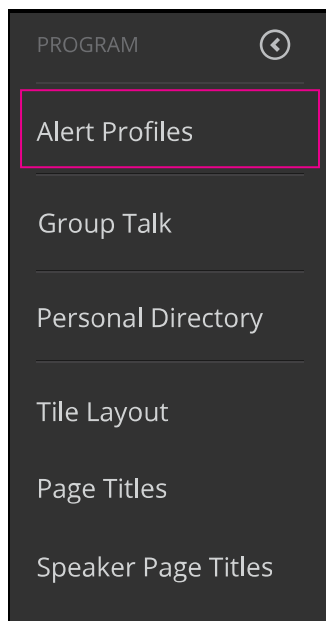 PROGRAM
Alert Profiles
Group Talk
Personal Directory
Tile Layout
Page Titles
Speaker Page Titles